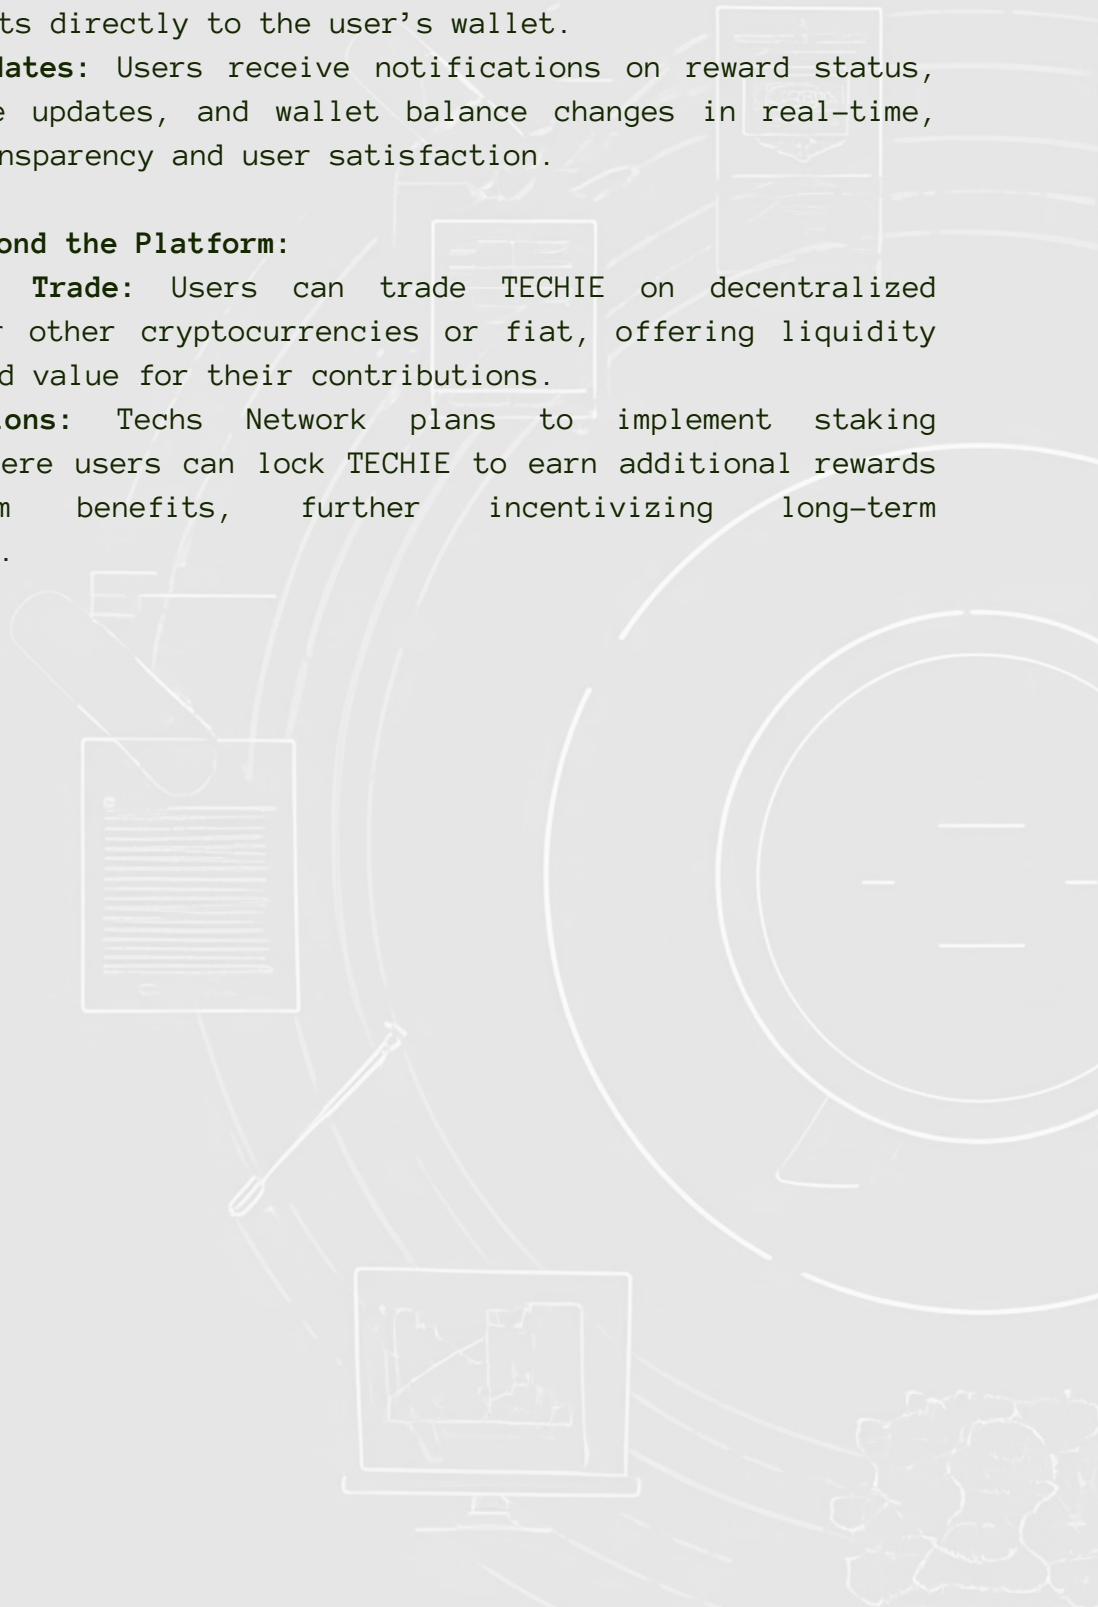 ts directly to the user’s wallet.
lates: Users receive notifications on reward status,
e updates, and wallet balance changes in real-time,
nsparency and user satisfaction.
ond the Platform:
Trade: Users can trade TECHIE on decentralized
r other cryptocurrencies or fiat, offering liquidity
d value for their contributions.
ions: Techs Network plans to implement staking
ere users can lock TECHIE to earn additional rewards
m benefits, further incentivizing long-term
.